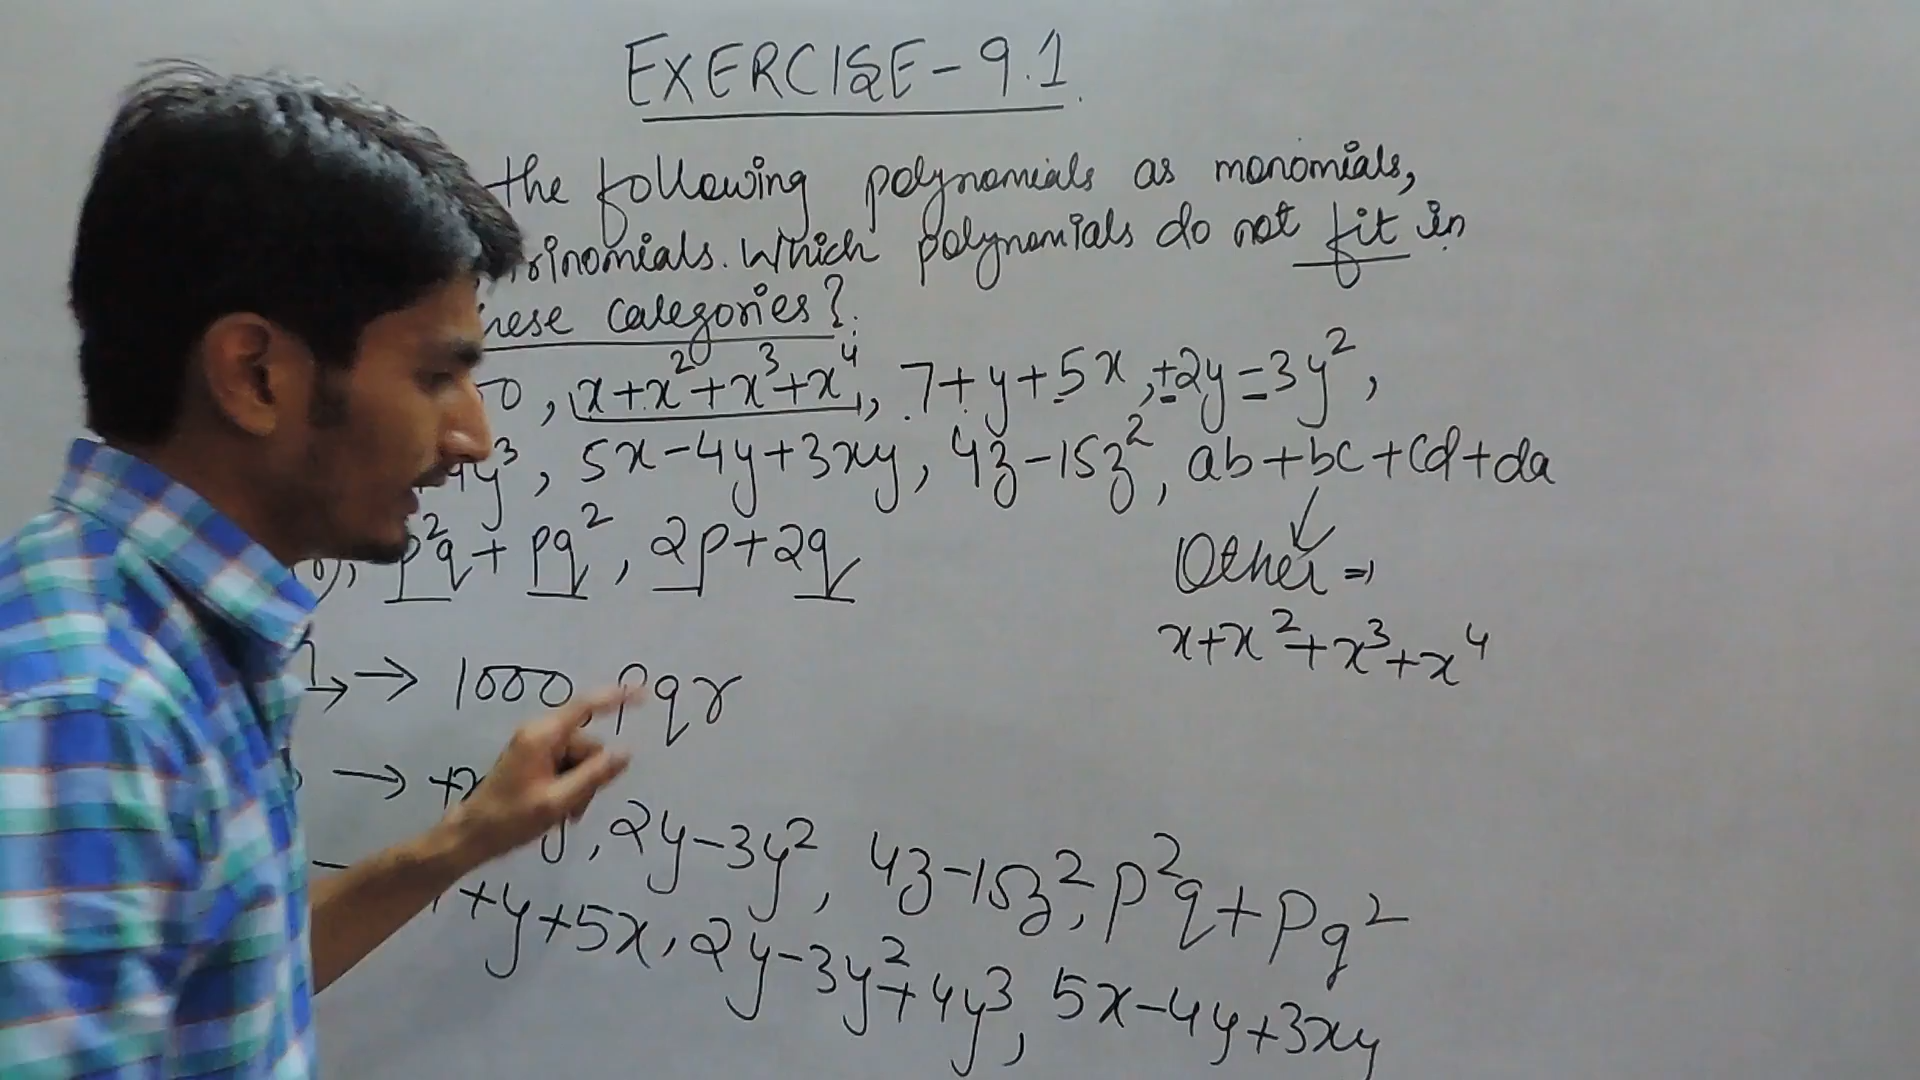 EXERCISE-9.1
the following polynomials as monomials,
rinomials. Which polynomials do not fit in
hese categories?
x+x²+x³+x⁴, 7+y+5x, +2y-3y²,
4y³, 5x-4y+3xy, 4z-15z², ab+bc+cd+da
p²q+pq², 2p+2q
Other ⇒
x+x²+x³+x⁴
→ 1000, pqr
→ +x
y, 2y-3y², 4z-15z², p²q+pq²
+y+5x, 2y-3y²+4y³, 5x-4y+3xy